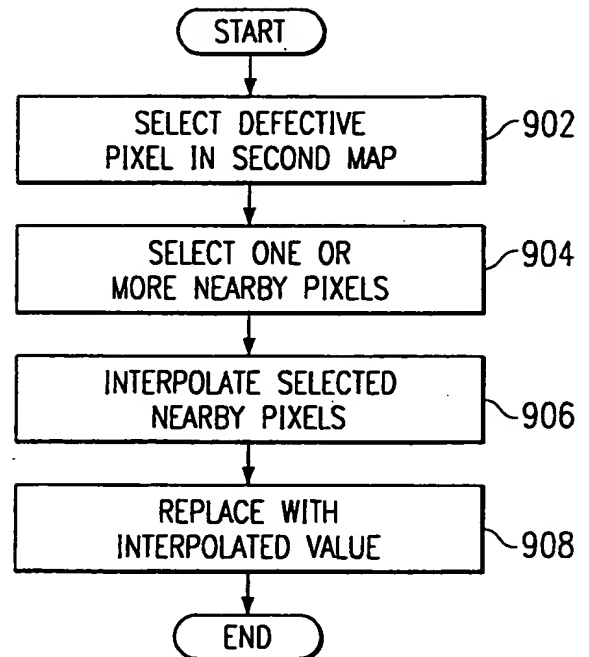 START
SELECT DEFECTIVE
PIXEL IN SECOND MAP
902
SELECT ONE OR
MORE NEARBY PIXELS
904
INTERPOLATE SELECTED
NEARBY PIXELS
906
REPLACE WITH
INTERPOLATED VALUE
908
END